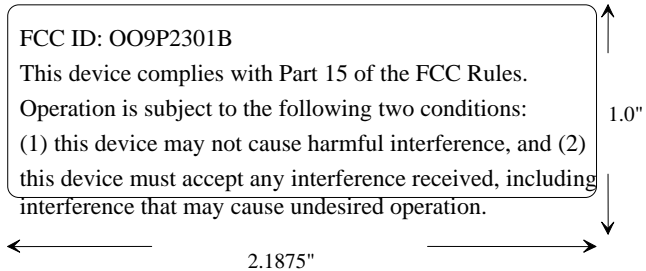 FCC ID: OO9P2301B
This device complies with Part 15 of the FCC Rules.
Operation is subject to the following two conditions:
(1) this device may not cause harmful interference, and (2)
this device must accept any interference received, including
interference that may cause undesired operation.
1.0"
2.1875"